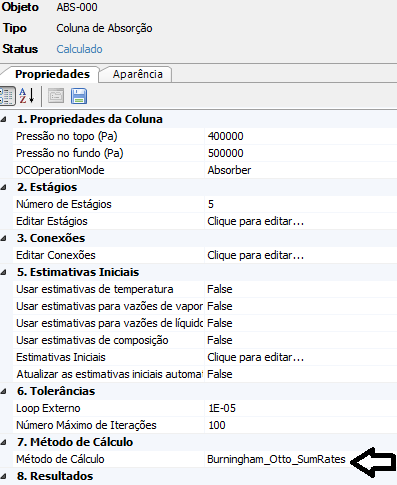 Objeto ABS-000
Tipo Coluna de Absorção
Status Calculado
Propriedades Aparência
1. Propriedades da Coluna
Pressão no topo (Pa) 400000
Pressão no fundo (Pa) 500000
DCOperationMode Absorber
2. Estágios
Número de Estágios 5
Editar Estágios Clique para editar...
3. Conexões
Editar Conexões Clique para editar...
5. Estimativas Iniciais
Usar estimativas de temperatura False
Usar estimativas para vazões de vapor False
Usar estimativas para vazões de líquido False
Usar estimativas de composição False
Estimativas Iniciais Clique para editar...
Atualizar as estimativas iniciais automat False
6. Tolerâncias
Loop Externo 1E-05
Número Máximo de Iterações 100
7. Método de Cálculo
Método de Cálculo Burningham_Otto_SumRates
8. Resultados